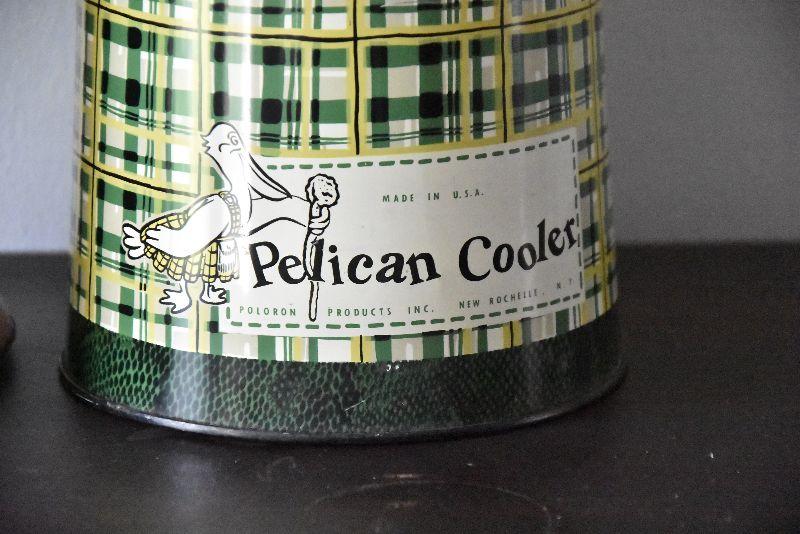 MADE IN U.S.A.
Pelican Cooler
POLORON PRODUCTS INC. NEW ROCHELLE, N.Y.